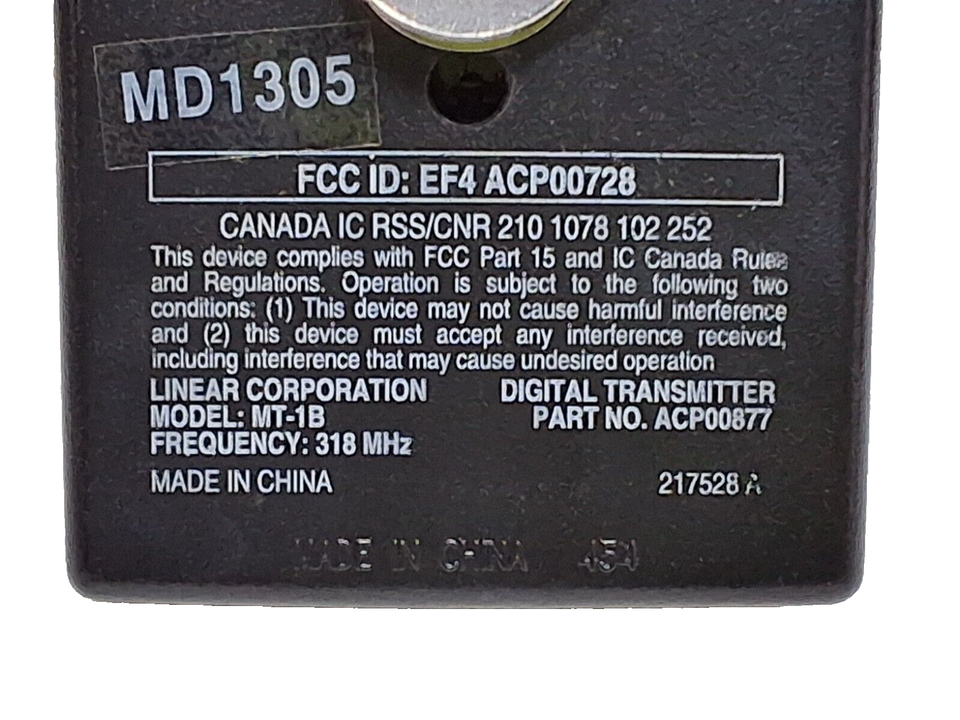 MD1305
FCC ID: EF4 ACP00728
CANADA IC RSS/CNR 210 1078 102 252
This device complies with FCC Part 15 and IC Canada Rules
and Regulations. Operation is subject to the following two
conditions: (1) This device may not cause harmful interference
and (2) this device must accept any interference received,
including interference that may cause undesired operation
LINEAR CORPORATION DIGITAL TRANSMITTER
MODEL: MT-1B PART NO. ACP00877
FREQUENCY: 318 MHz
MADE IN CHINA 217528 A
MADE IN CHINA 454